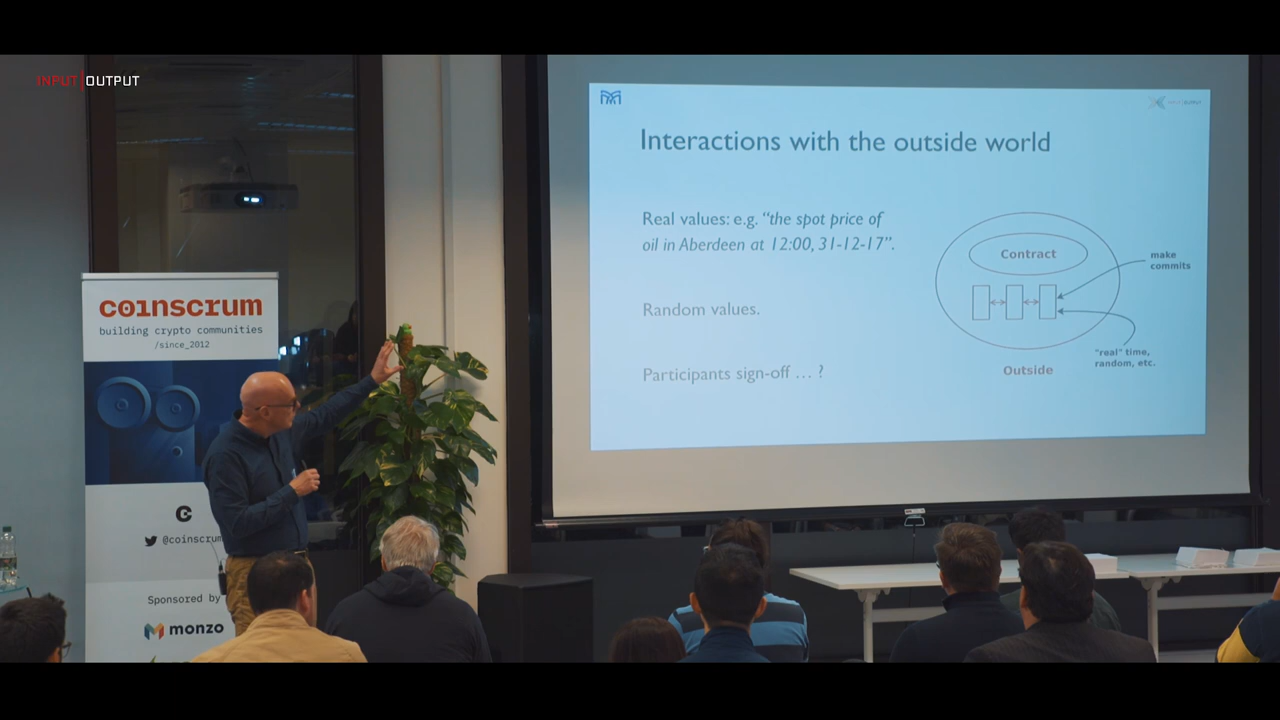 INPUT|OUTPUT
coinscrum
building crypto communities
/since_2012
@coinscrum
Sponsored by
monzo
Interactions with the outside world
Real values: e.g. “the spot price of
oil in Aberdeen at 12:00, 31-12-17”.
Random values.
Participants sign-off … ?
Contract
make
commits
"real" time,
random, etc.
Outside